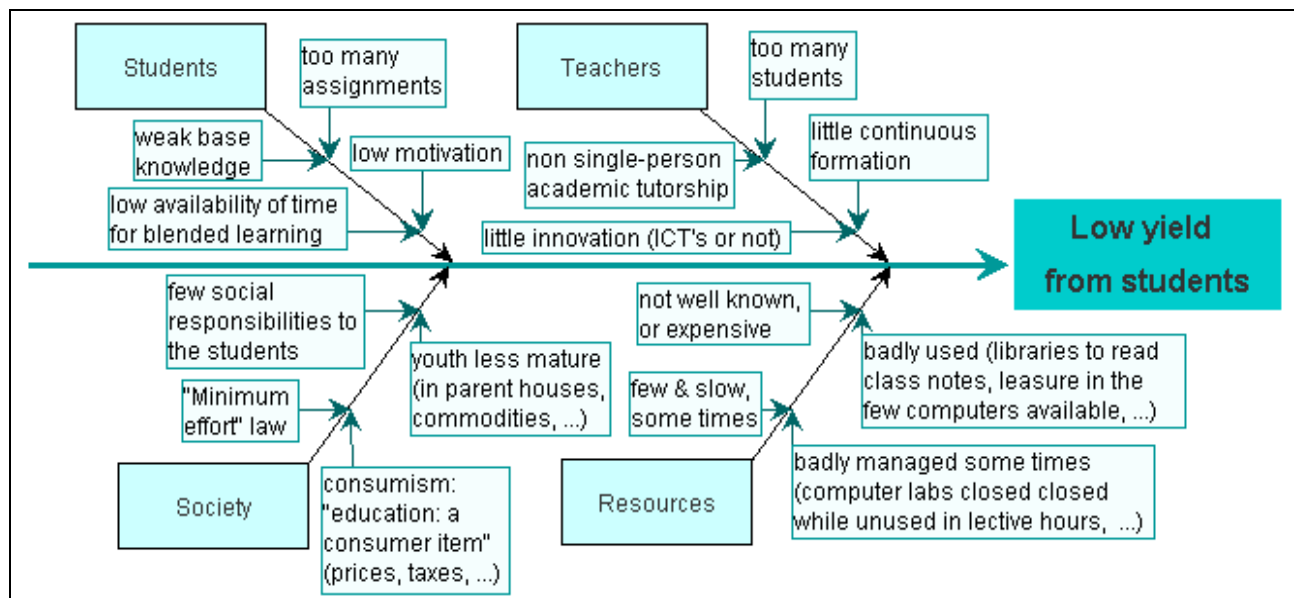 Students
too many
assignments
weak base
knowledge
low motivation
low availability of time
for blended learning
Teachers
too many
students
non single-person
academic tutorship
little continuous
formation
little innovation (ICT's or not)
Low yield
from students
few social
responsibilities to
the students
youth less mature
(in parent houses,
commodities, ...)
"Minimum
effort" law
consumism:
"education: a
consumer item"
(prices, taxes, ...)
Society
not well known,
or expensive
badly used (libraries to read
class notes, leasure in the
few computers available, ...)
few & slow,
some times
badly managed some times
(computer labs closed closed
while unused in lective hours, ...)
Resources